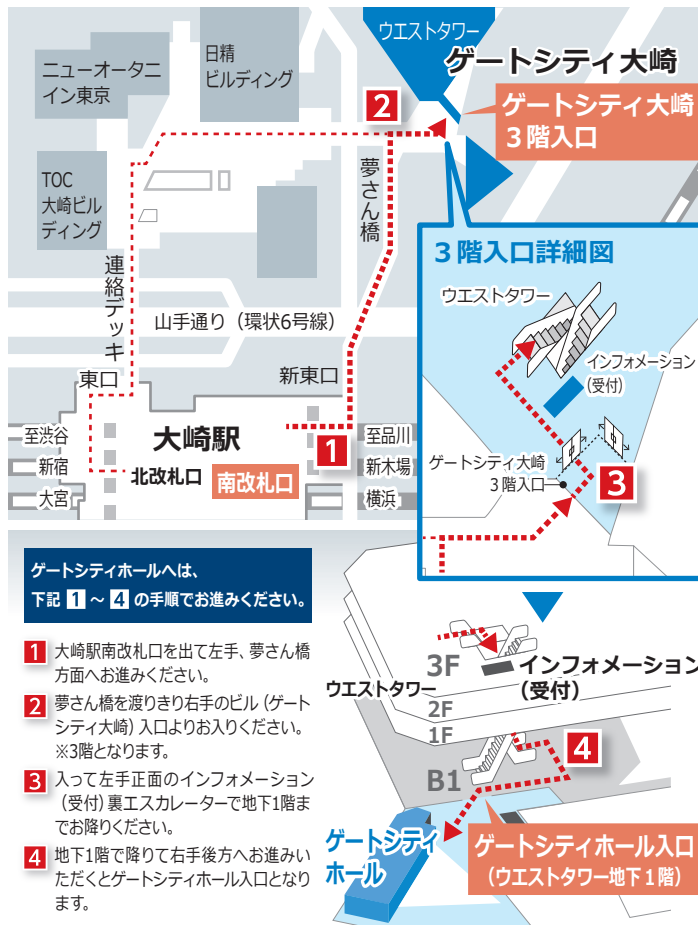 ウエストタワー
ゲートシティ大崎
日精
ビルディング
ニューオータニ
イン東京
2
ゲートシティ大崎
3階入口
TOC
大崎ビル
ディング
夢さん橋
連絡デッキ
山手通り（環状6号線）
東口
新東口
大崎駅
1
北改札口
南改札口
至渋谷
新宿
大宮
至品川
新木場
横浜
3階入口詳細図
ウエストタワー
インフォメーション
(受付)
ゲートシティ大崎
3階入口
3
ゲートシティホールへは、
下記 1 ～ 4 の手順でお進みください。
1 大崎駅南改札口を出て左手、夢さん橋
方面へお進みください。
2 夢さん橋を渡りきり右手のビル（ゲート
シティ大崎）入口よりお入りください。
※3階となります。
3 入って左手正面のインフォメーション
（受付）裏エスカレーターで地下1階ま
でお降りください。
4 地下1階で降りて右手後方へお進みい
ただくとゲートシティホール入口となり
ます。
3F
インフォメーション
(受付)
ウエストタワー
2F
1F
4
B1
ゲートシティ
ホール
ゲートシティホール入口
(ウエストタワー地下1階)